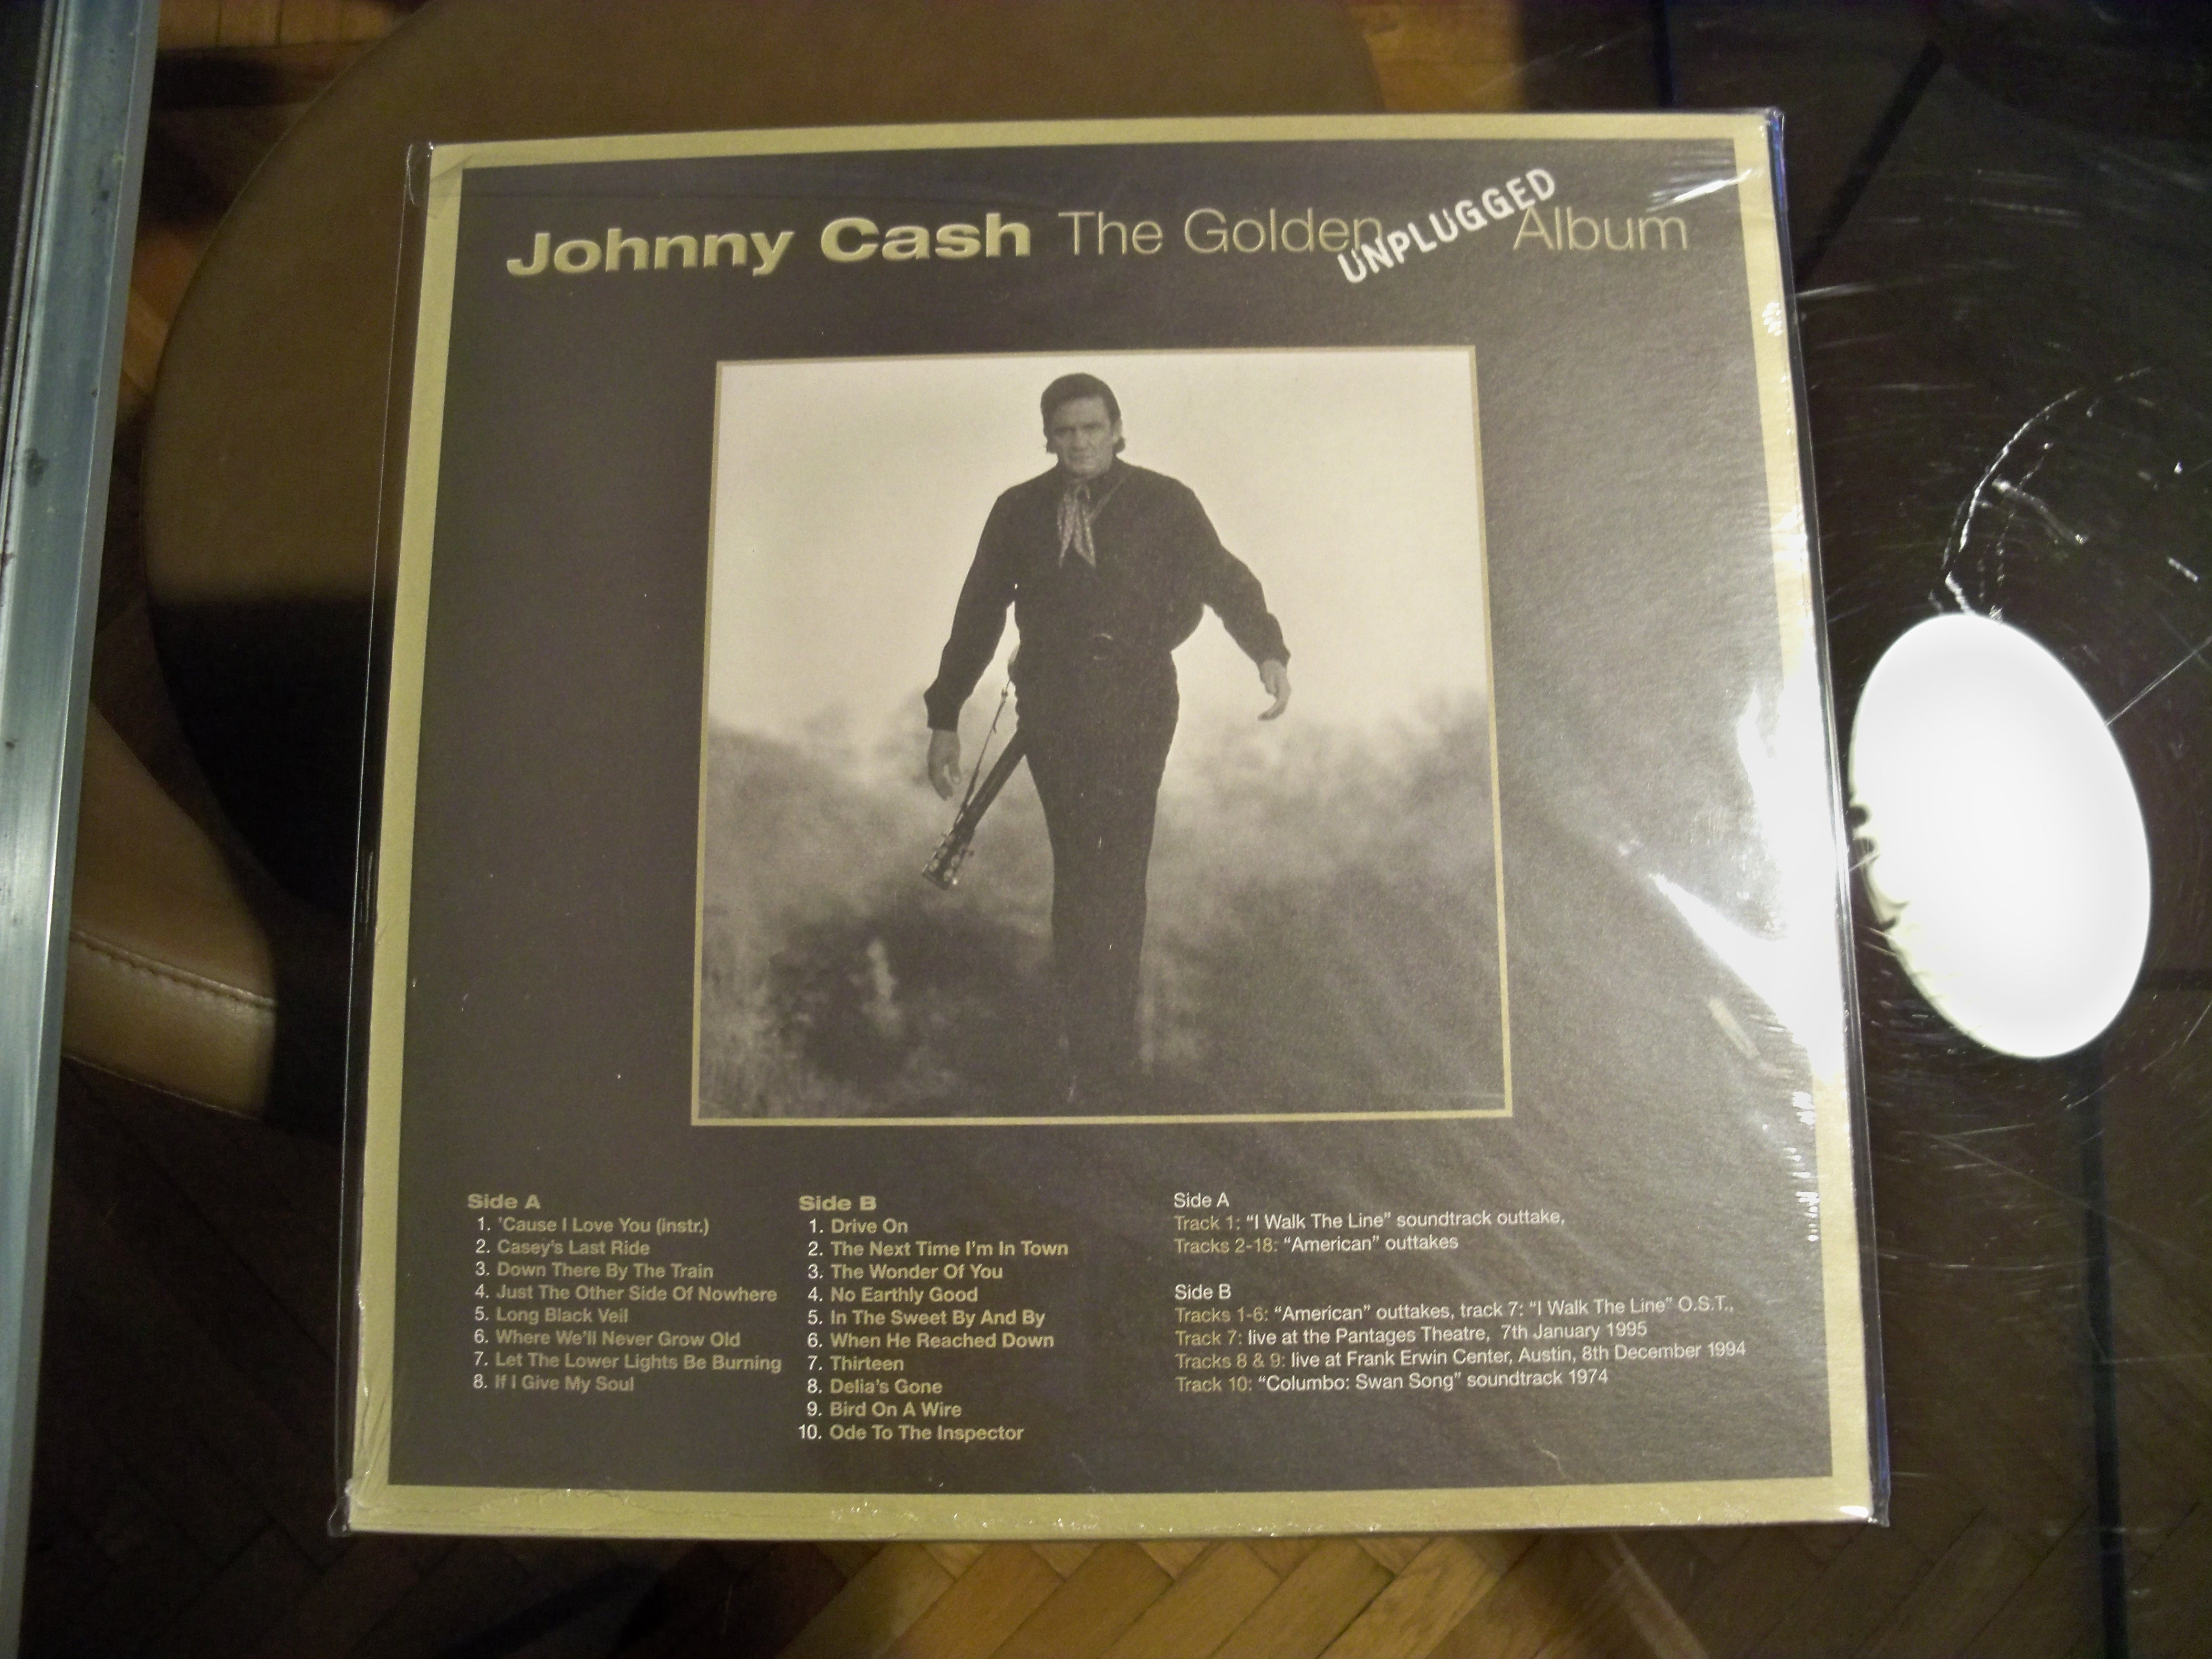 Johnny Cash The Golden UNPLUGGED Album
Side A
1. 'Cause I Love You (instr.)
2. Casey's Last Ride
3. Down There By The Train
4. Just The Other Side Of Nowhere
5. Long Black Veil
6. Where We'll Never Grow Old
7. Let The Lower Lights Be Burning
8. If I Give My Soul
Side B
1. Drive On
2. The Next Time I'm In Town
3. The Wonder Of You
4. No Earthly Good
5. In The Sweet By And By
6. When He Reached Down
7. Thirteen
8. Delia's Gone
9. Bird On A Wire
10. Ode To The Inspector
Side A
Track 1: "I Walk The Line" soundtrack outtake,
Tracks 2-18: "American" outtakes
Side B
Tracks 1-6: "American" outtakes, track 7: "I Walk The Line" O.S.T.,
Track 7: live at the Pantages Theatre, 7th January 1995
Tracks 8 & 9: live at Frank Erwin Center, Austin, 8th December 1994
Track 10: "Columbo: Swan Song" soundtrack 1974